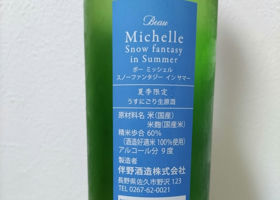 Beau
Michelle
Snow fantasy
in Summer
ボー ミッシェル
スノーファンタジー イン サマー
夏季限定
うすにごり生原酒
原材料名 米(国産)
米麹(国産米)
精米歩合 60%
(酒造好適米100%使用)
アルコール分 9度
製造者
伴野酒造株式会社
長野県佐久市野沢 123
TEL 0267-62-0021